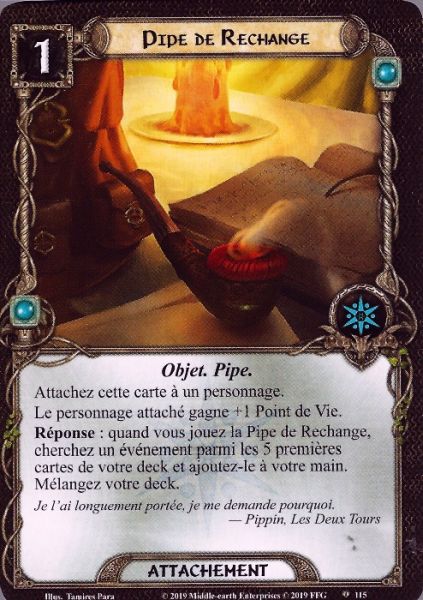 1
Pipe de Rechange
Objet. Pipe.
Attachez cette carte à un personnage.
Le personnage attaché gagne +1 Point de Vie.
Réponse : quand vous jouez la Pipe de Rechange,
cherchez un événement parmi les 5 premières
cartes de votre deck et ajoutez-le à votre main.
Mélangez votre deck.
Je l'ai longuement portée, je me demande pourquoi.
— Pippin, Les Deux Tours
ATTACHEMENT
Illus. Tamires Para © 2019 Middle-earth Enterprises © 2019 FFG 115